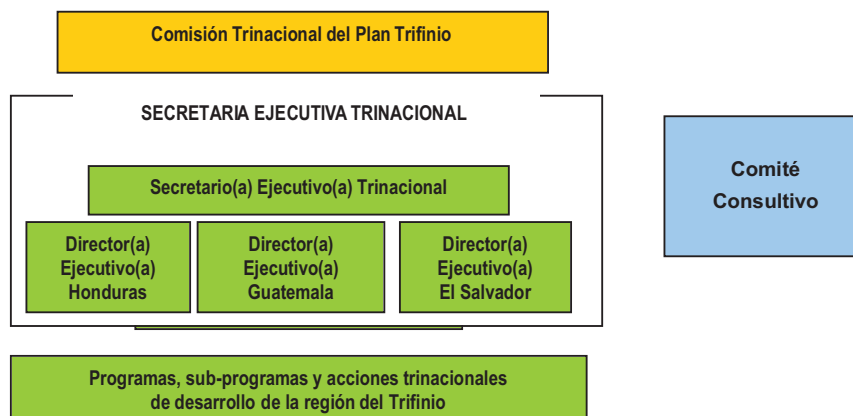 Comisión Trinacional del Plan Trifinio
SECRETARIA EJECUTIVA TRINACIONAL
Secretario(a) Ejecutivo(a) Trinacional
Director(a)
Ejecutivo(a)
Honduras
Director(a)
Ejecutivo(a)
Guatemala
Director(a)
Ejecutivo(a)
El Salvador
Comité
Consultivo
Programas, sub-programas y acciones trinacionales
de desarrollo de la región del Trifinio